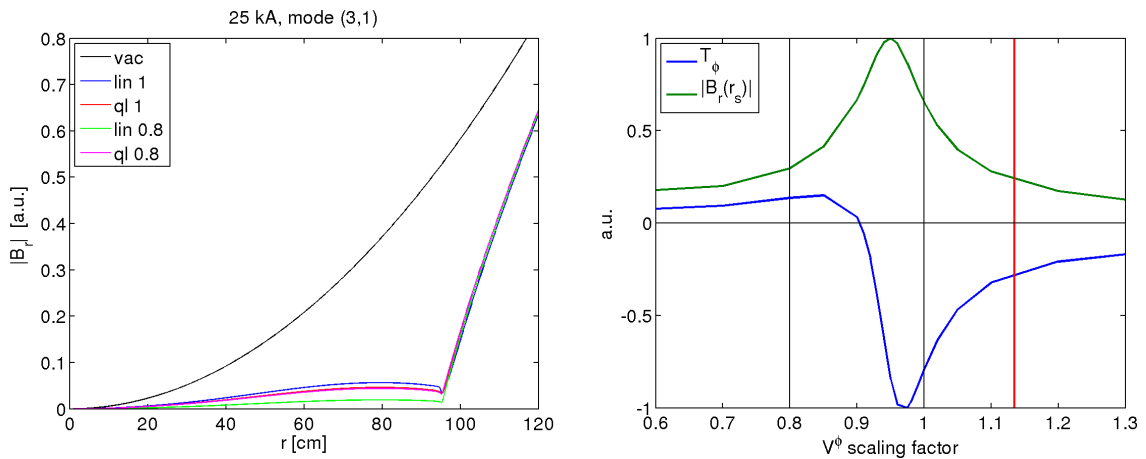 25 kA, mode (3,1)
|B_r| [a.u.]
0.8
0.7
0.6
0.5
0.4
0.3
0.2
0.1
0
vac
lin 1
ql 1
lin 0.8
ql 0.8
0 20 40 60 80 100 120
r [cm]
a.u.
1
0.5
0
-0.5
-1
T_ϕ
|B_r(r_s)|
0.6 0.7 0.8 0.9 1 1.1 1.2 1.3
V^ϕ scaling factor